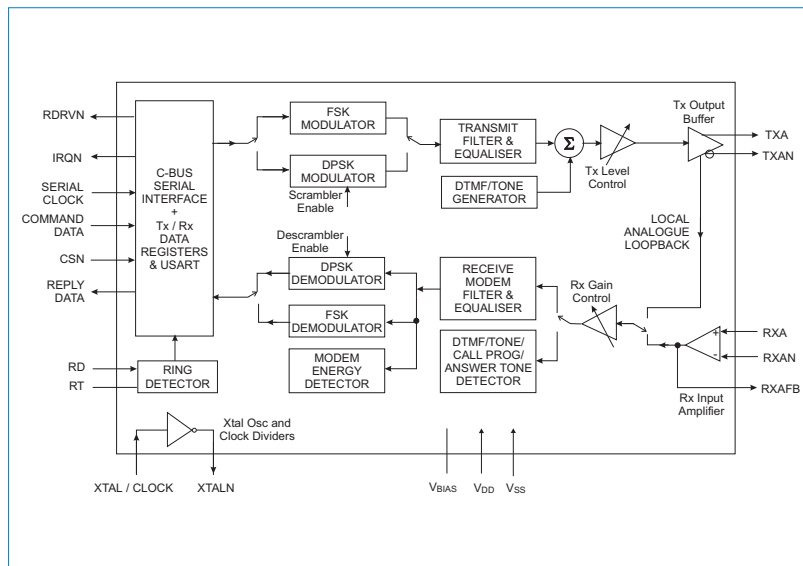 RDRVN
IRQN
SERIAL
CLOCK
COMMAND
DATA
CSN
REPLY
DATA
RD
RT
C-BUS
SERIAL
INTERFACE
+
Tx / Rx
DATA
REGISTERS
& USART
RING
DETECTOR
FSK
MODULATOR
DPSK
MODULATOR
Scrambler
Enable
TRANSMIT
FILTER &
EQUALISER
DTMF/TONE
GENERATOR
Σ
Tx Level
Control
Tx Output
Buffer
TXA
TXAN
LOCAL
ANALOGUE
LOOPBACK
Descrambler
Enable
DPSK
DEMODULATOR
FSK
DEMODULATOR
MODEM
ENERGY
DETECTOR
RECEIVE
MODEM
FILTER &
EQUALISER
DTMF/TONE/
CALL PROG/
ANSWER TONE
DETECTOR
Rx Gain
Control
+
-
RXA
RXAN
RXAFB
Rx Input
Amplifier
Xtal Osc and
Clock Dividers
XTAL / CLOCK
XTALN
VBIAS
VDD
VSS